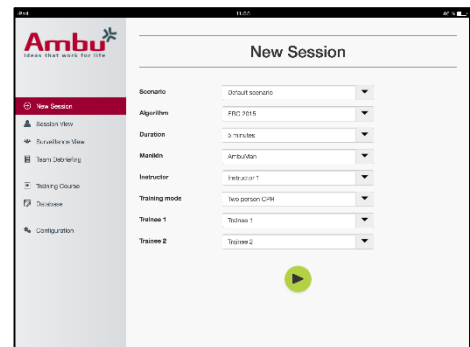 iPad 11:53
Ambu
Ideas that work for life
New Session
New Session
Session View
Surveillance View
Team Debriefing
Training Course
Database
Configuration
Scenario Default scenario
Algorithm ERC 2015
Duration 5 minutes
Manikin AmbuMan
Instructor Instructor 1
Training mode Two person CPR
Trainee 1 Trainee 1
Trainee 2 Trainee 2